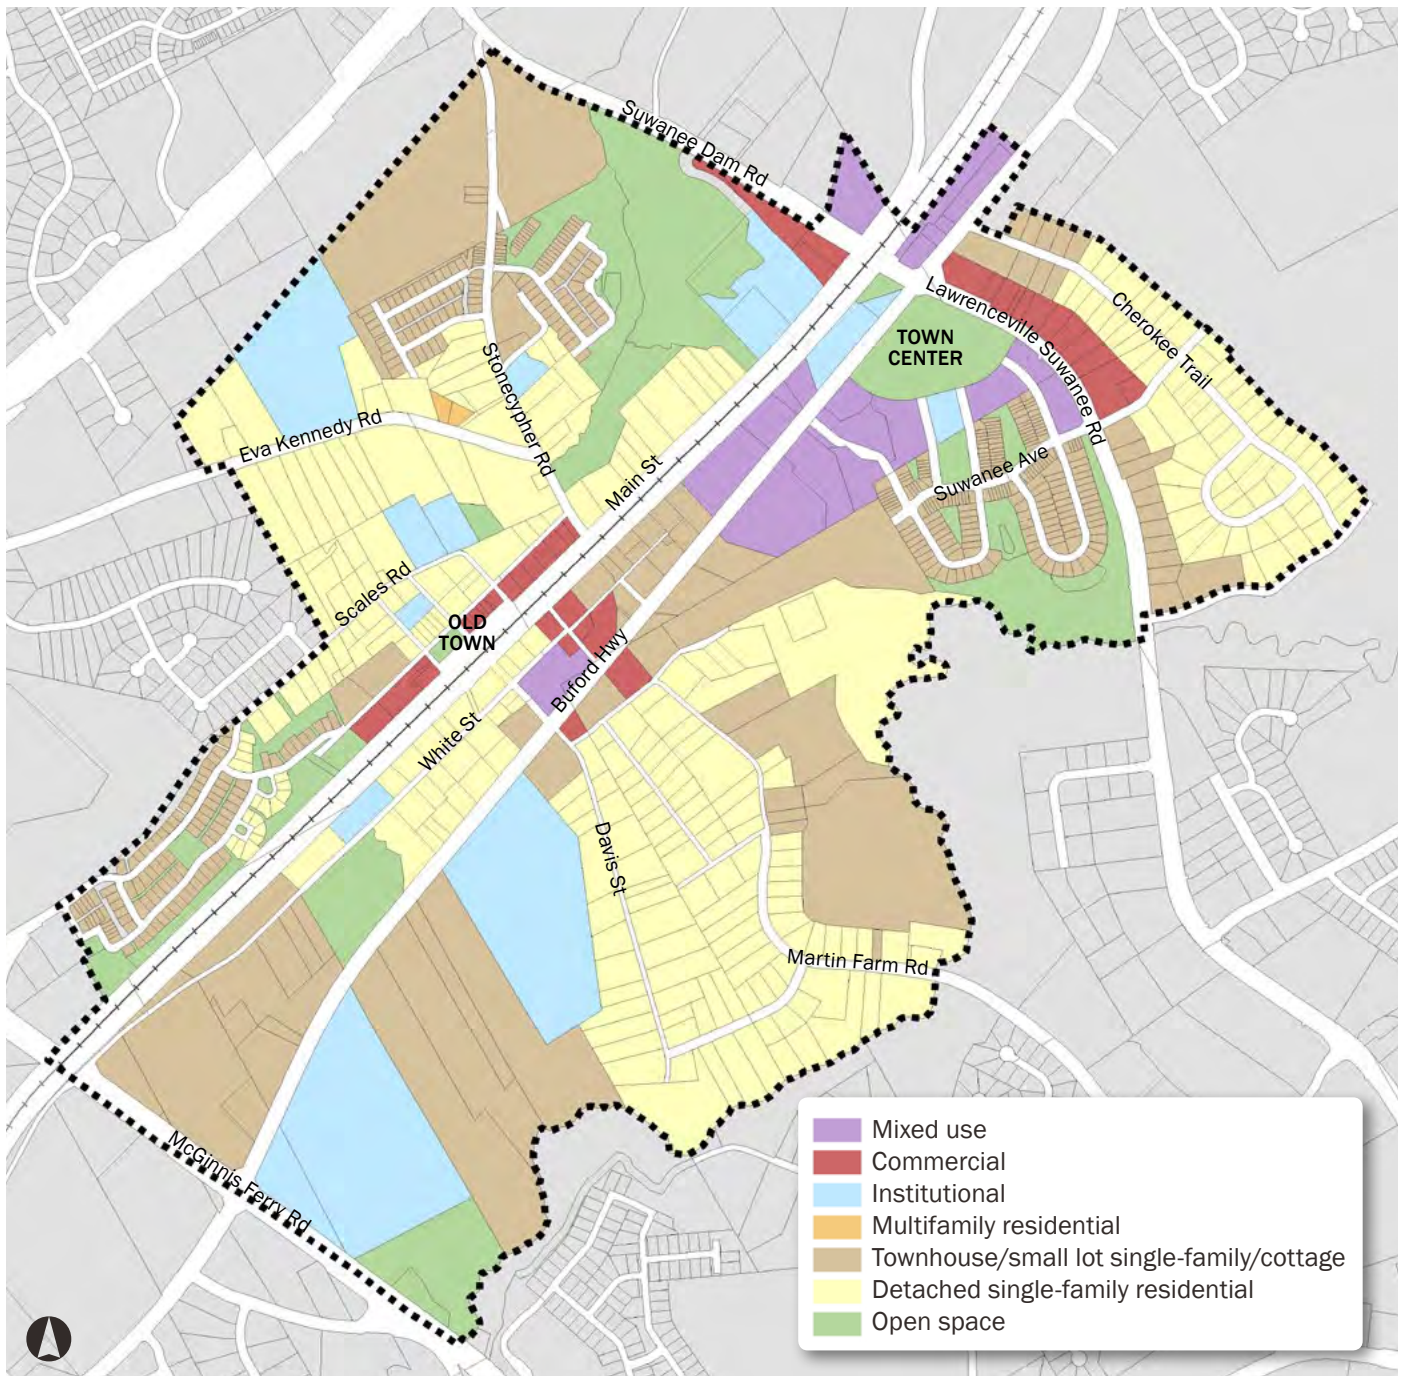 Suwanee Dam Rd
Lawrenceville Suwanee Rd
Cherokee Trail
TOWN
CENTER
Stonecypher Rd
Eva Kennedy Rd
Main St
Suwanee Ave
Scales Rd
OLD
TOWN
Buford Hwy
White St
Davis St
Martin Farm Rd
McGinnis Ferry Rd
Mixed use
Commercial
Institutional
Multifamily residential
Townhouse/small lot single-family/cottage
Detached single-family residential
Open space